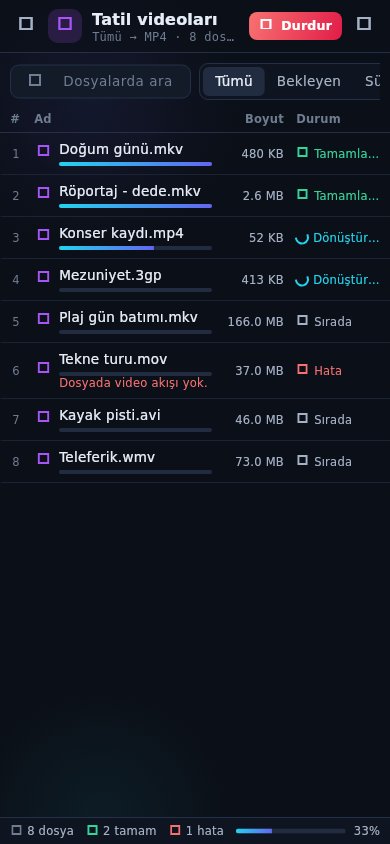 Tatil videoları
Tümü → MP4 · 8 dos…
Durdur
Dosyalarda ara
Tümü Bekleyen Sü
# Ad Boyut Durum
1 Doğum günü.mkv 480 KB Tamamla…
2 Röportaj - dede.mkv 2.6 MB Tamamla…
3 Konser kaydı.mp4 52 KB Dönüştür…
4 Mezuniyet.3gp 413 KB Dönüştür…
5 Plaj gün batımı.mkv 166.0 MB Sırada
6 Tekne turu.mov 37.0 MB Hata
Dosyada video akışı yok.
7 Kayak pisti.avi 46.0 MB Sırada
8 Teleferik.wmv 73.0 MB Sırada
8 dosya 2 tamam 1 hata 33%